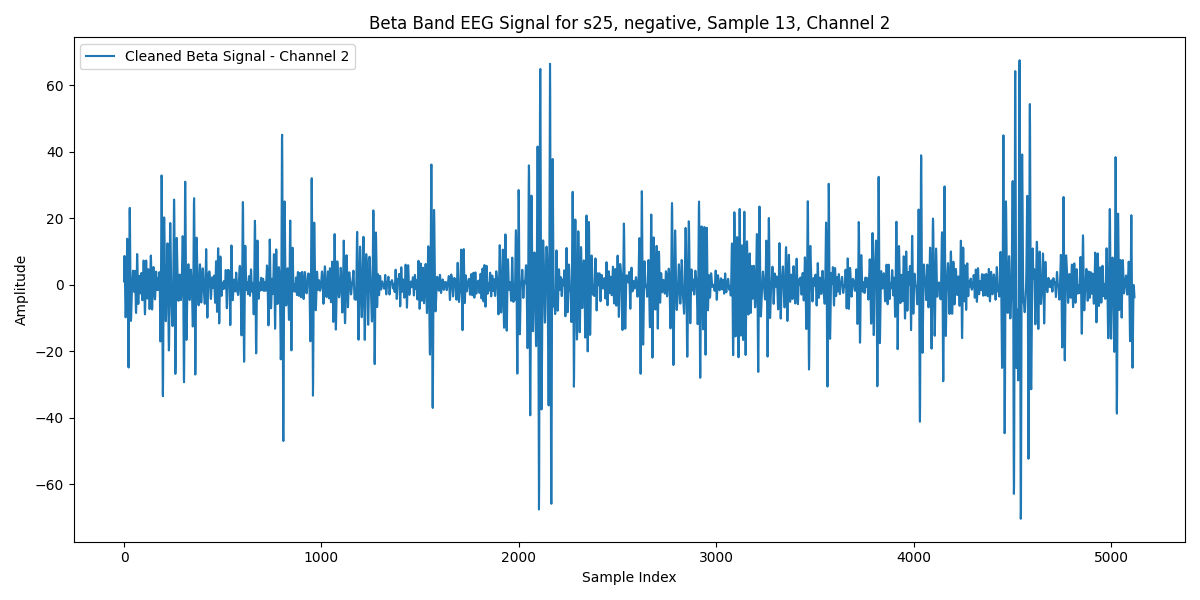 Beta Band EEG Signal for s25, negative, Sample 13, Channel 2
Cleaned Beta Signal - Channel 2
Amplitude
60
40
20
0
−20
−40
−60
0 1000 2000 3000 4000 5000
Sample Index